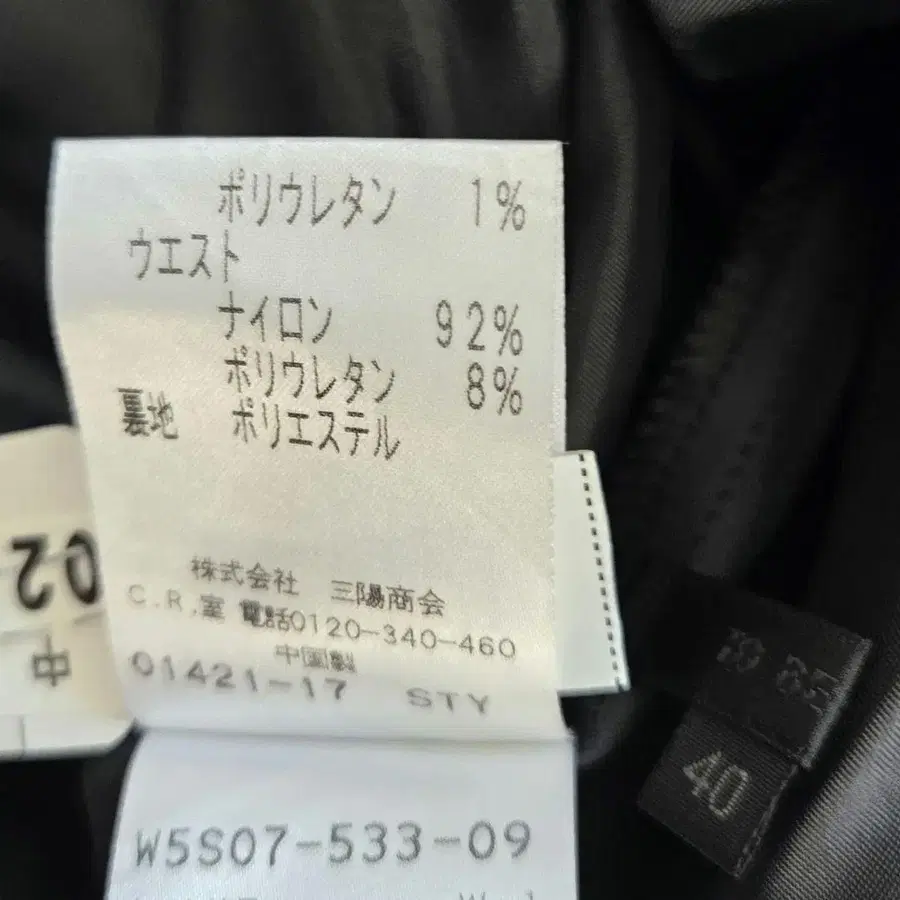 ポリウレタン 1%
ウエスト
ナイロン 92%
ポリウレタン 8%
裏地 ポリエステル
株式会社 三陽商会
C.R.室 電話0120-340-460
中国製
01421-17 STY
W5S07-533-09
02
中
40